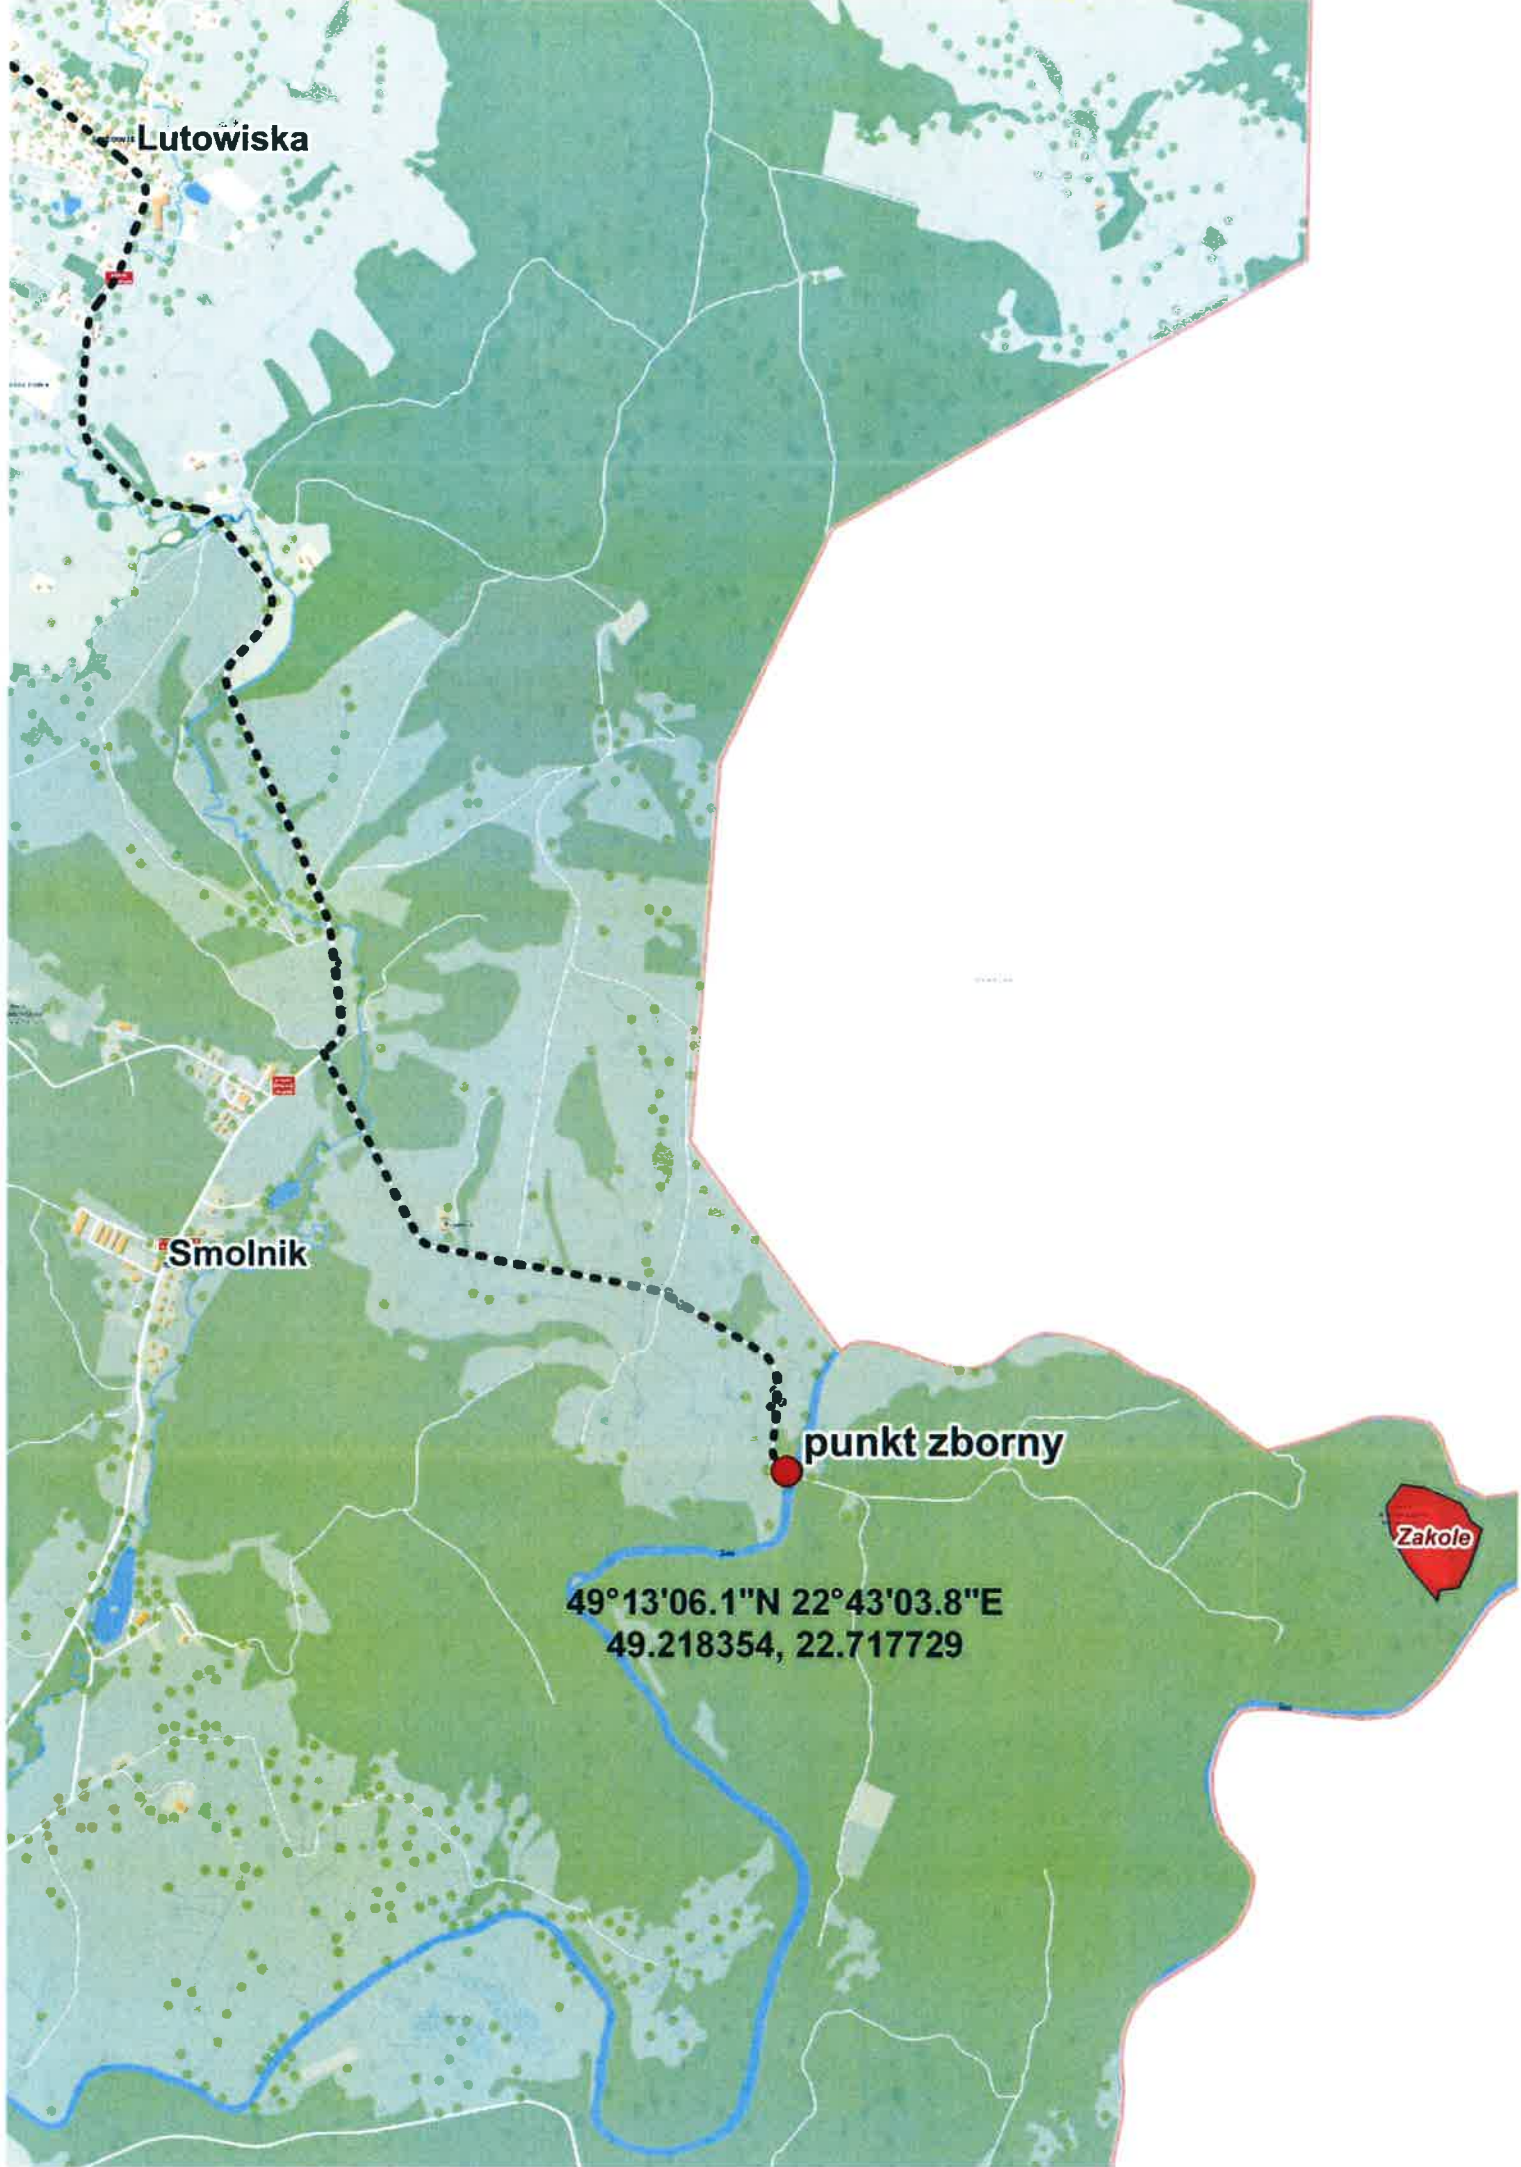 Lutowiska
Smolnik
punkt zborny
Zakole
49°13'06.1"N 22°43'03.8"E
49.218354, 22.717729